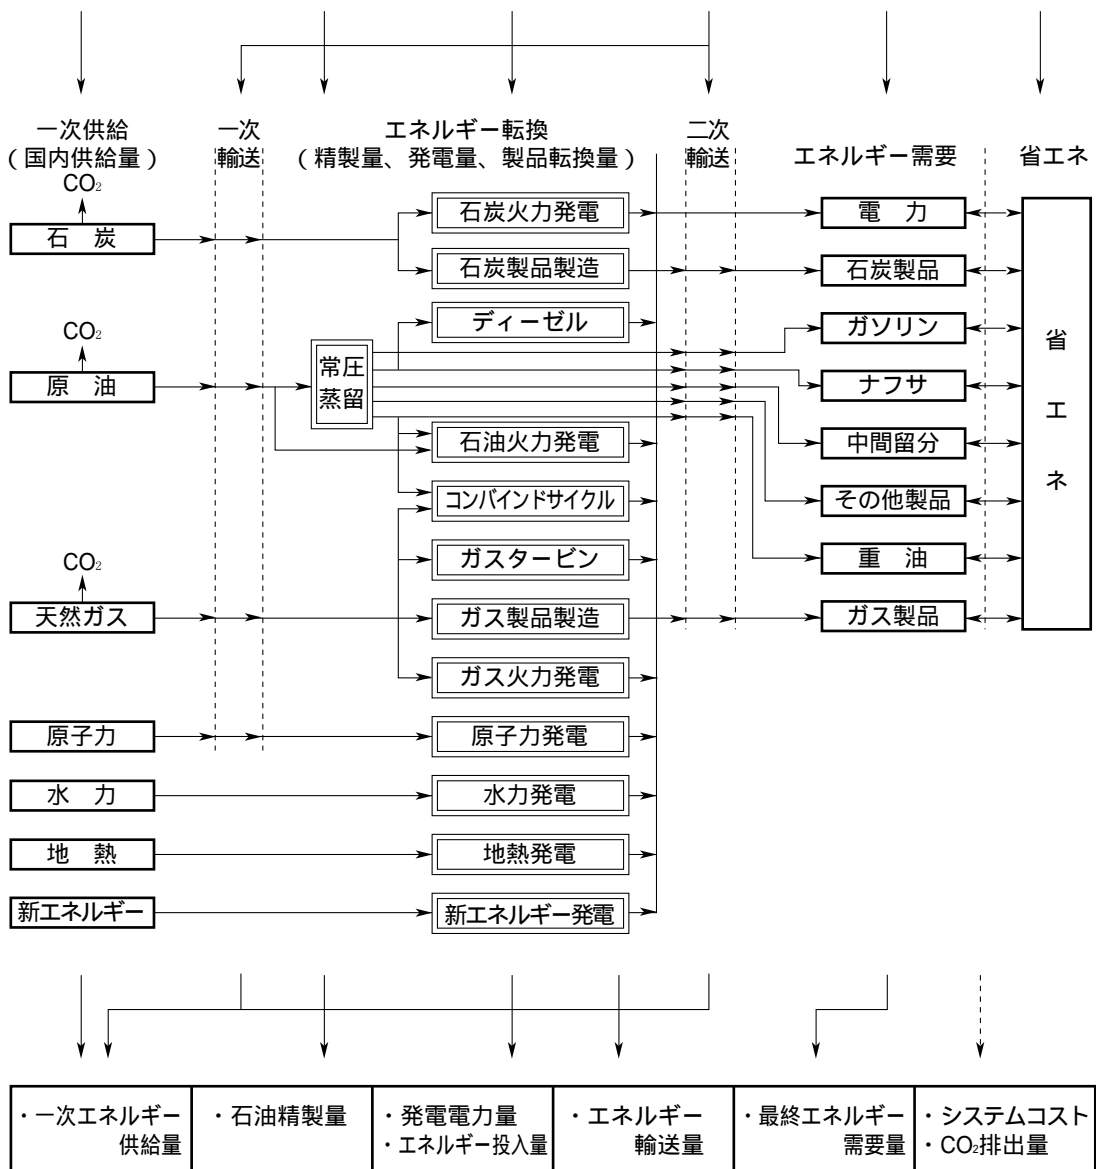 一次供給
（国内供給量）
一次
輸送
エネルギー転換
（精製量、発電量、製品転換量）
二次
輸送
エネルギー需要
省エネ
CO₂
石　炭
石炭火力発電
電　力
石炭製品製造
石炭製品
CO₂
原　油
常圧
蒸留
ディーゼル
ガソリン
ナフサ
石油火力発電
中間留分
コンバインドサイクル
その他製品
CO₂
天然ガス
ガスタービン
重　油
ガス製品製造
ガス製品
ガス火力発電
省
エ
ネ
原子力
原子力発電
水　力
水力発電
地　熱
地熱発電
新エネルギー
新エネルギー発電
・一次エネルギー
供給量
・石油精製量
・発電電力量
・エネルギー投入量
・エネルギー
輸送量
・最終エネルギー
需要量
・システムコスト
・CO₂排出量